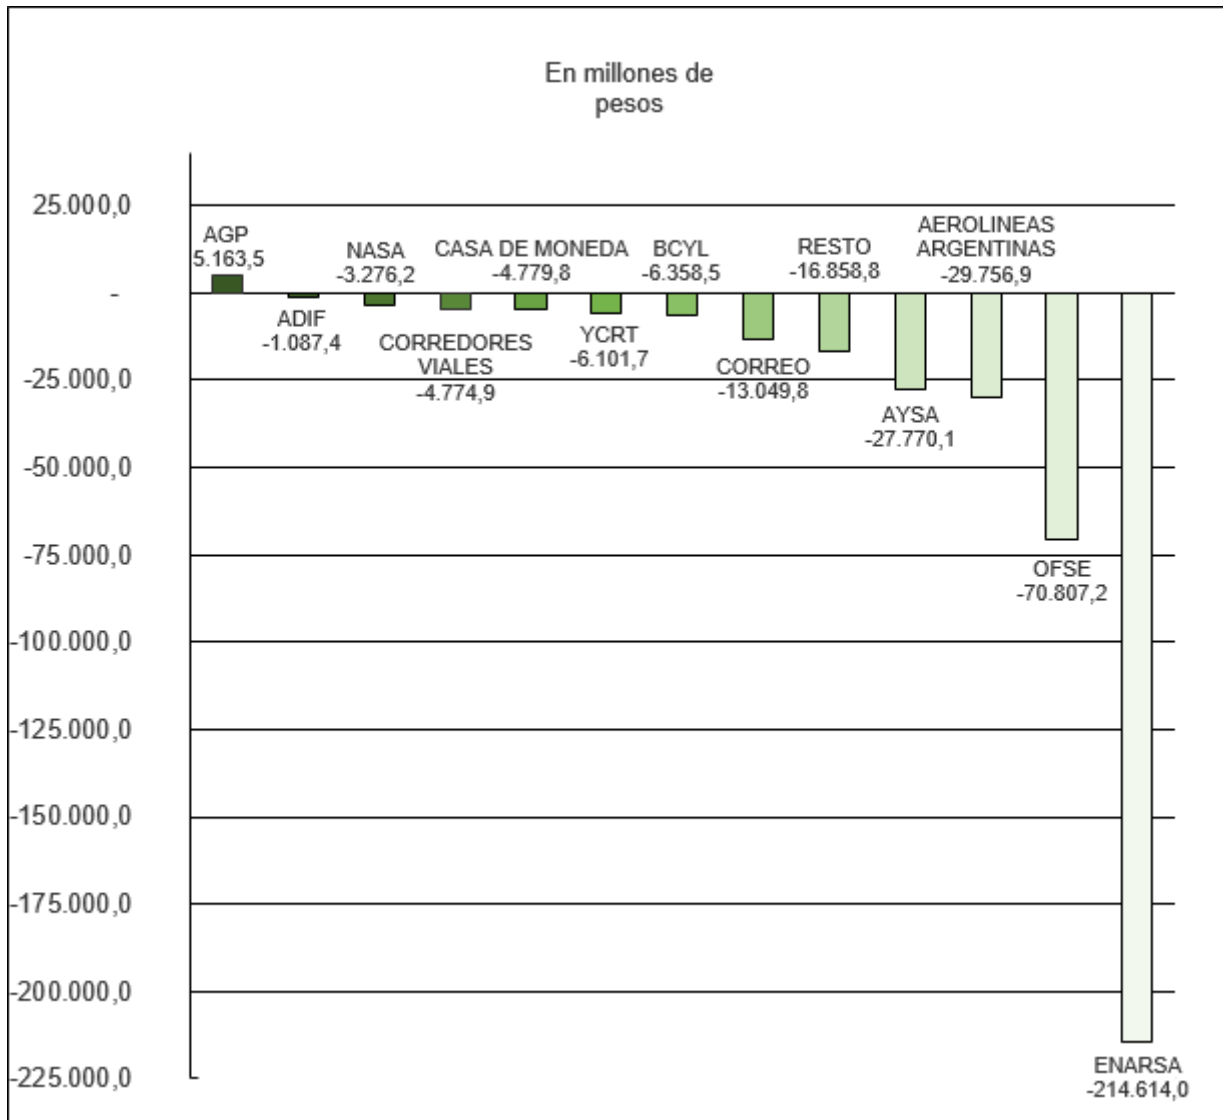 En millones de
pesos
25.000,0
-
-25.000,0
-50.000,0
-75.000,0
-100.000,0
-125.000,0
-150.000,0
-175.000,0
-200.000,0
-225.000,0
AGP
5.163,5
ADIF
-1.087,4
NASA
-3.276,2
CORREDORES
VIALES
-4.774,9
CASA DE MONEDA
-4.779,8
YCRT
-6.101,7
BCYL
-6.358,5
CORREO
-13.049,8
RESTO
-16.858,8
AYSA
-27.770,1
AEROLINEAS
ARGENTINAS
-29.756,9
OFSE
-70.807,2
ENARSA
-214.614,0